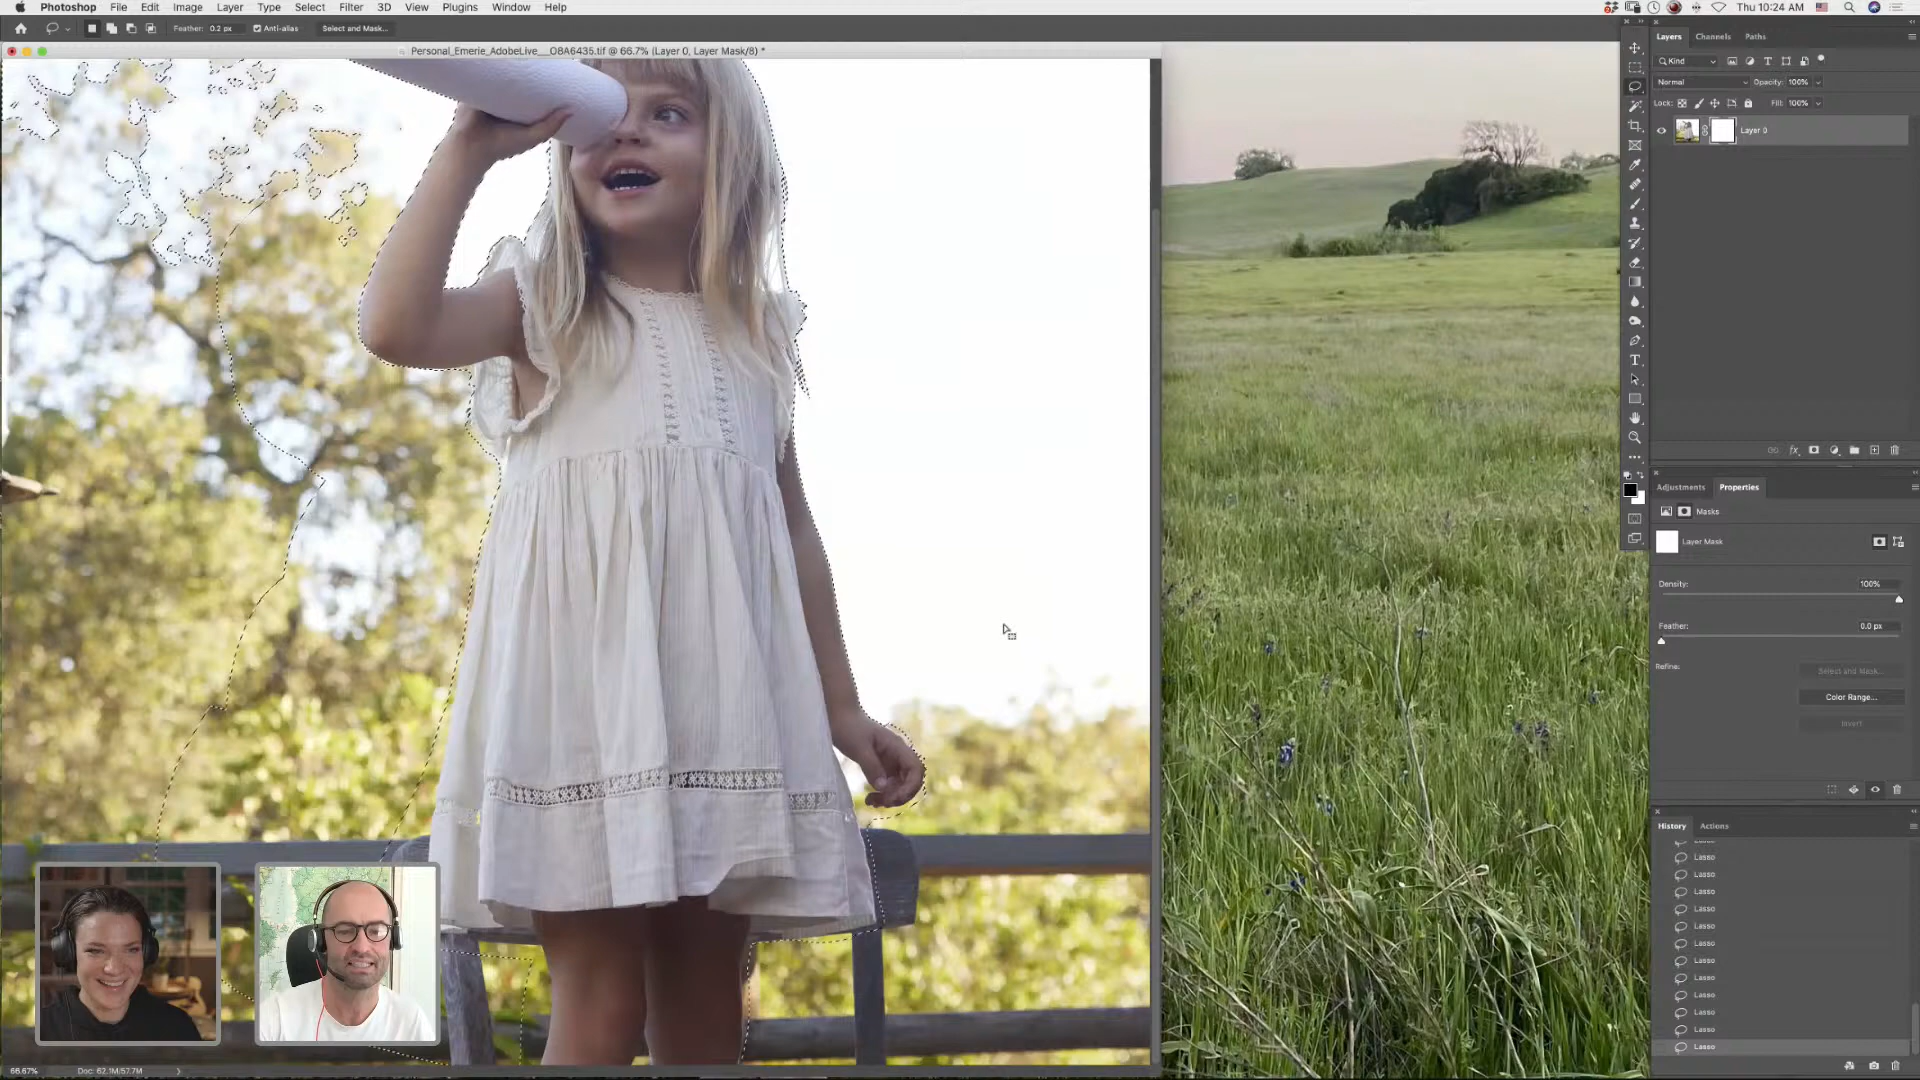 Photoshop File Edit Image Layer Type Select Filter 3D View Plugins Window Help
Thu 10:24 AM
Feather: 0.2 px Anti-alias Select and Mask...
Personal_Emerie_AdobeLive__O8A6435.tif @ 66.7% (Layer 0, Layer Mask/8) *
Layers Channels Paths
Kind
Normal Opacity: 100%
Lock: Fill: 100%
Layer 0
Adjustments Properties
Masks
Layer Mask
Density: 100%
Feather: 0.0 px
Refine: Select and Mask...
Color Range...
Invert
History Actions
Lasso
Lasso
Lasso
Lasso
Lasso
Lasso
Lasso
Lasso
Lasso
Lasso
Lasso
Lasso
66.67% Doc: 62.1M/57.7M